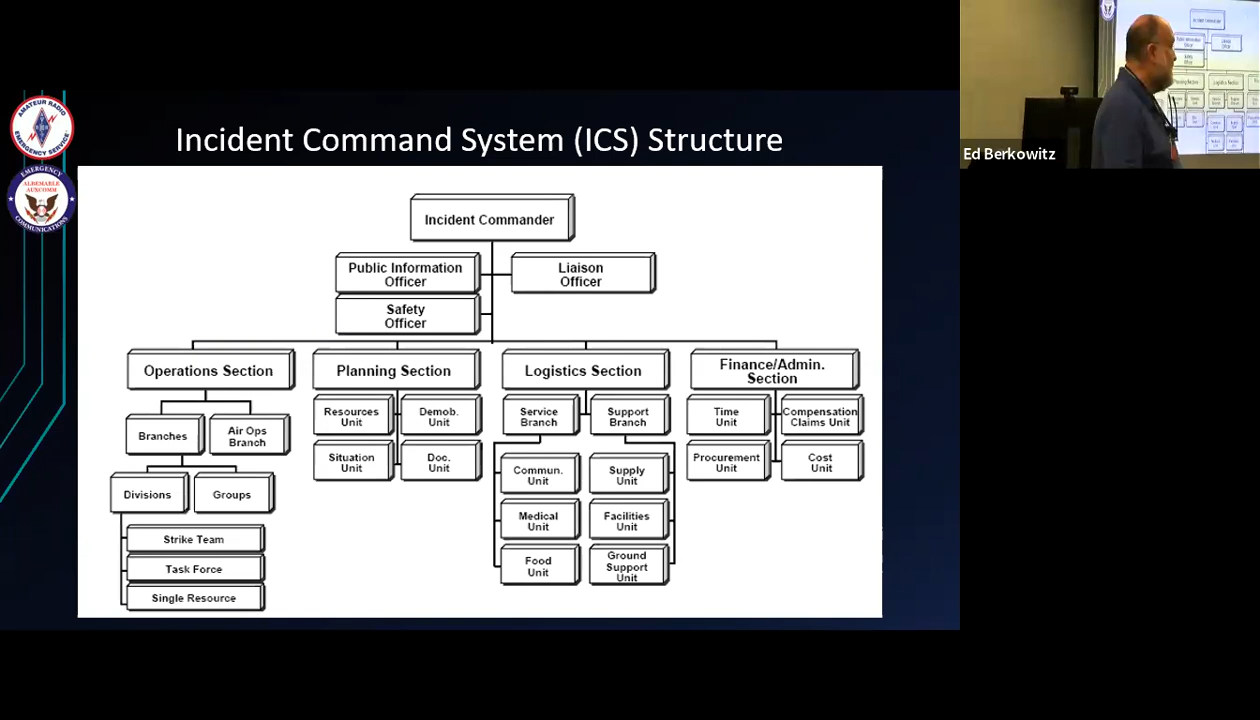 Incident Command System (ICS) Structure
AMATEUR RADIO
EMERGENCY SERVICE
EMERGENCY
ALBEMARLE
AUXCOMM
COMMUNICATIONS
Incident Commander
Public Information
Officer
Liaison
Officer
Safety
Officer
Operations Section
Planning Section
Logistics Section
Finance/Admin.
Section
Branches
Air Ops
Branch
Divisions
Groups
Strike Team
Task Force
Single Resource
Resources
Unit
Demob.
Unit
Situation
Unit
Doc.
Unit
Service
Branch
Support
Branch
Commun.
Unit
Supply
Unit
Medical
Unit
Facilities
Unit
Food
Unit
Ground
Support
Unit
Time
Unit
Compensation
Claims Unit
Procurement
Unit
Cost
Unit
Ed Berkowitz